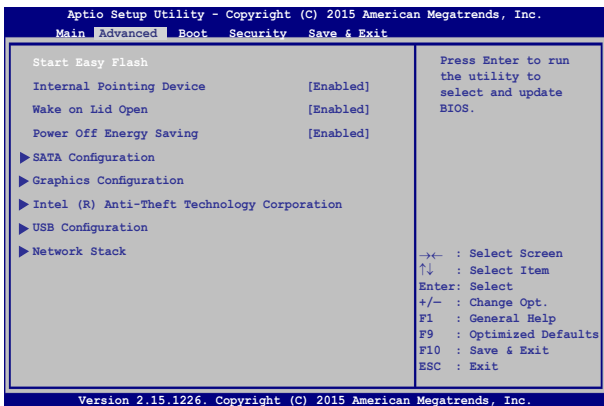 Aptio Setup Utility - Copyright (C) 2015 American Megatrends, Inc.
Main Advanced Boot Security Save & Exit
Start Easy Flash
Internal Pointing Device [Enabled]
Wake on Lid Open [Enabled]
Power Off Energy Saving [Enabled]
SATA Configuration
Graphics Configuration
Intel (R) Anti-Theft Technology Corporation
USB Configuration
Network Stack
Press Enter to run
the utility to
select and update
BIOS.
→← : Select Screen
↑↓ : Select Item
Enter: Select
+/— : Change Opt.
F1 : General Help
F9 : Optimized Defaults
F10 : Save & Exit
ESC : Exit
Version 2.15.1226. Copyright (C) 2015 American Megatrends, Inc.